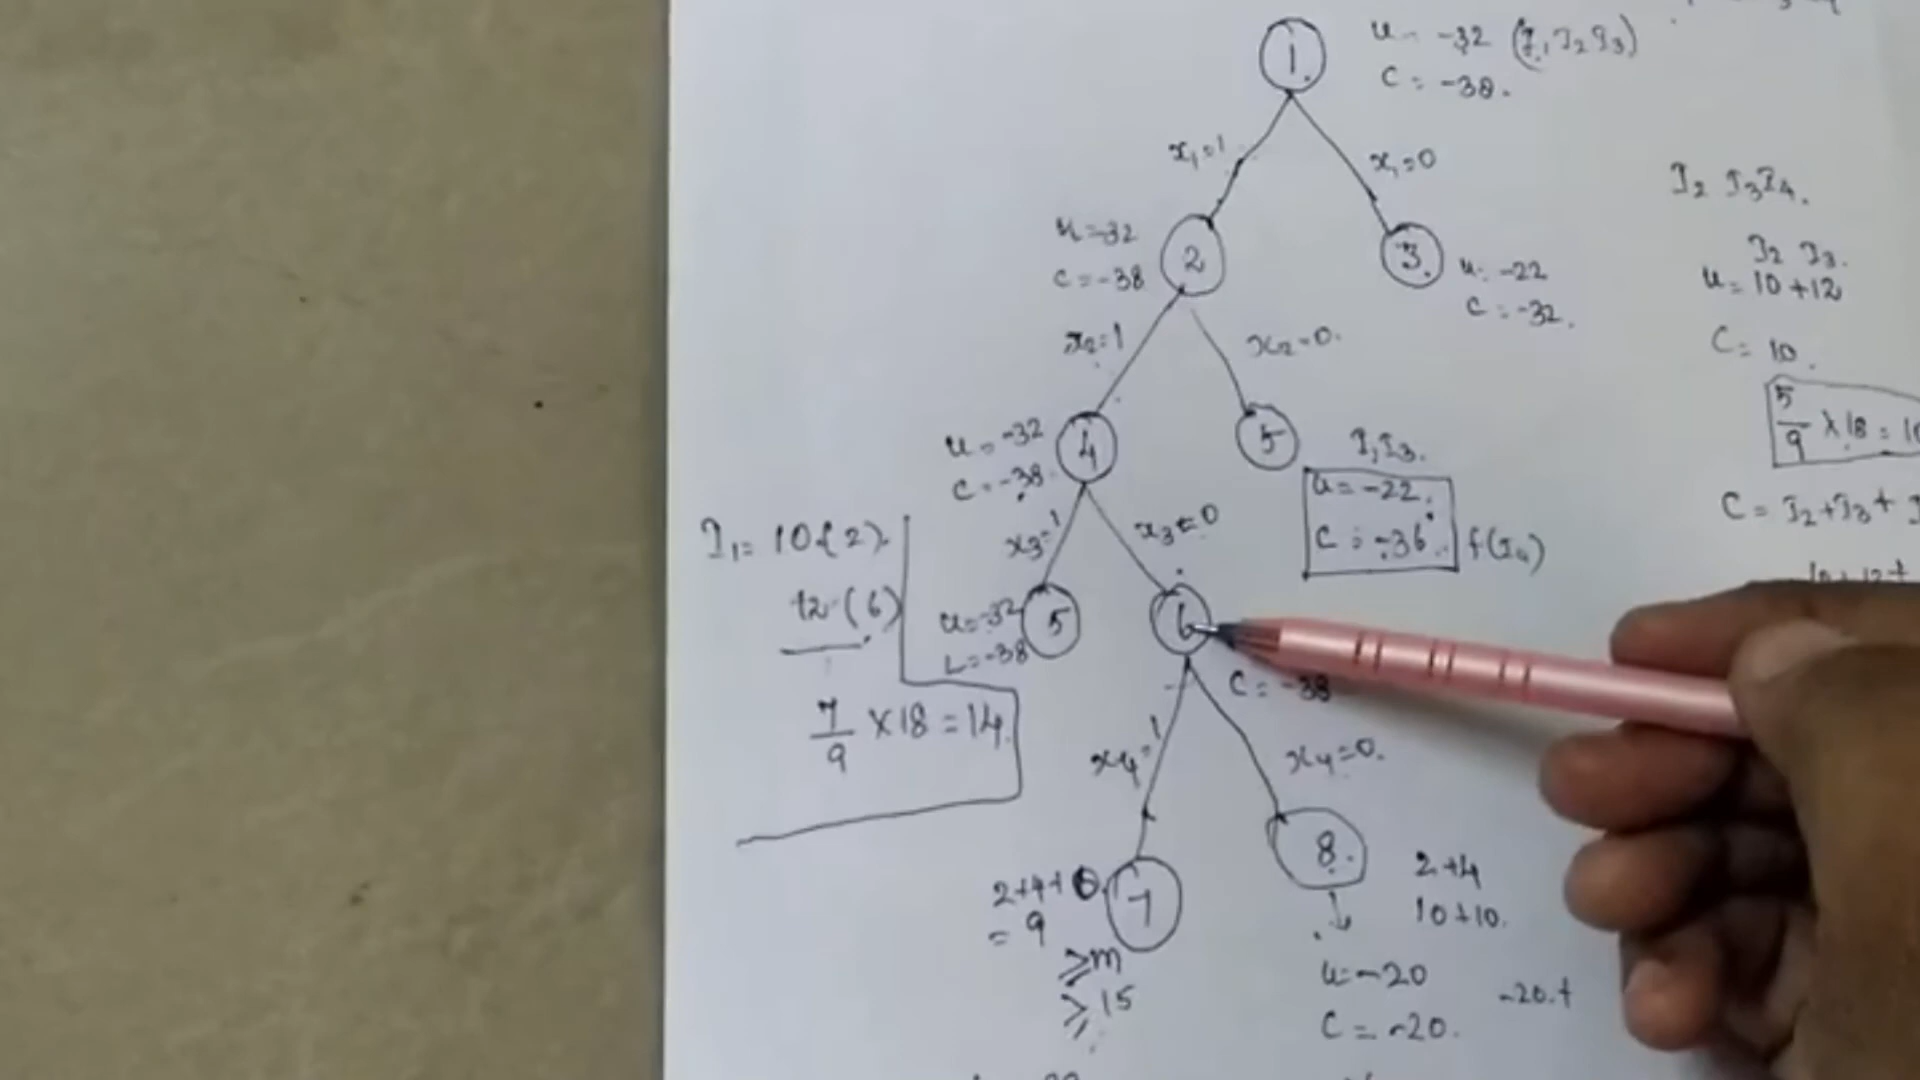 1
u = -32 (I1 I2 I3)
C = -38.
x1=1
x1=0
I2 I3 I4.
2
u = -32
C = -38
3
u = -22
C = -32.
I2 I3.
u = 10+12
C = 10
x2=1
x2=0.
5/9 × 18 = 10
4
u = -32
C = -38
5
I1 I3.
u = -22.
C = -36
f(I4)
C = I2+I3+
I1 = 10(2)
12(6)
x3=1
x3=0
10+12+
u = -32
L = -38
5
6
C = -38
7/9 × 18 = 14.
x4=1
x4=0.
7
2+4+
= 9
≥m
≥15
8.
2+4
10+10.
u = -20
-20.+
C = -20.